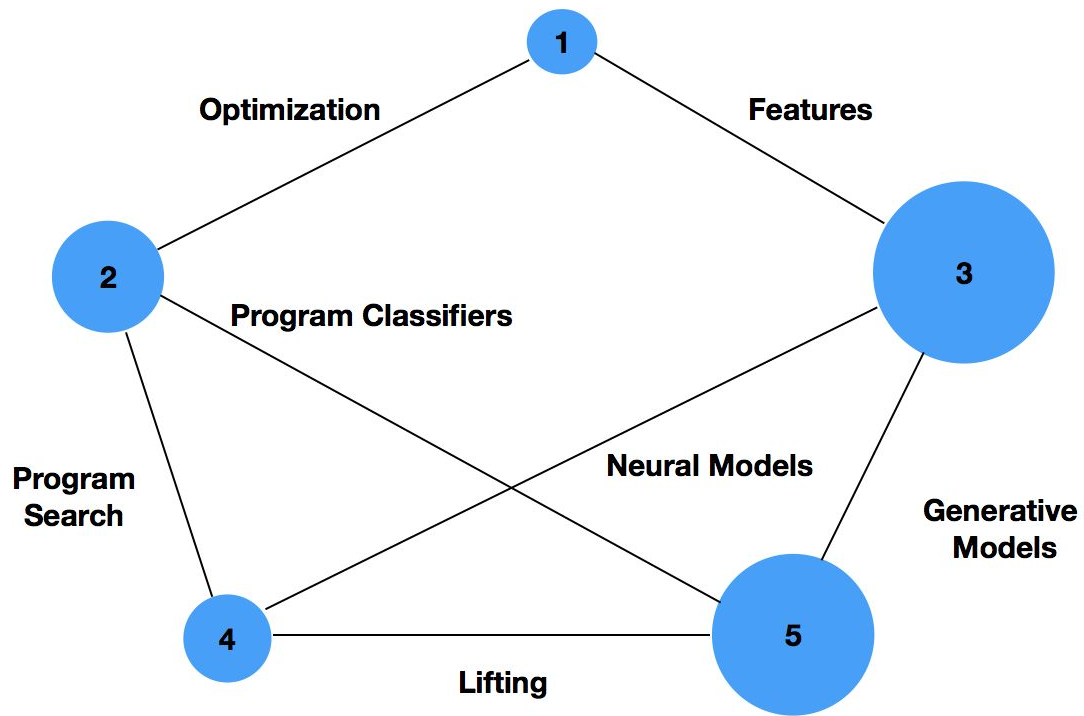 1
Optimization
Features
2
3
Program Classifiers
Neural Models
Program
Search
Generative
Models
4
5
Lifting